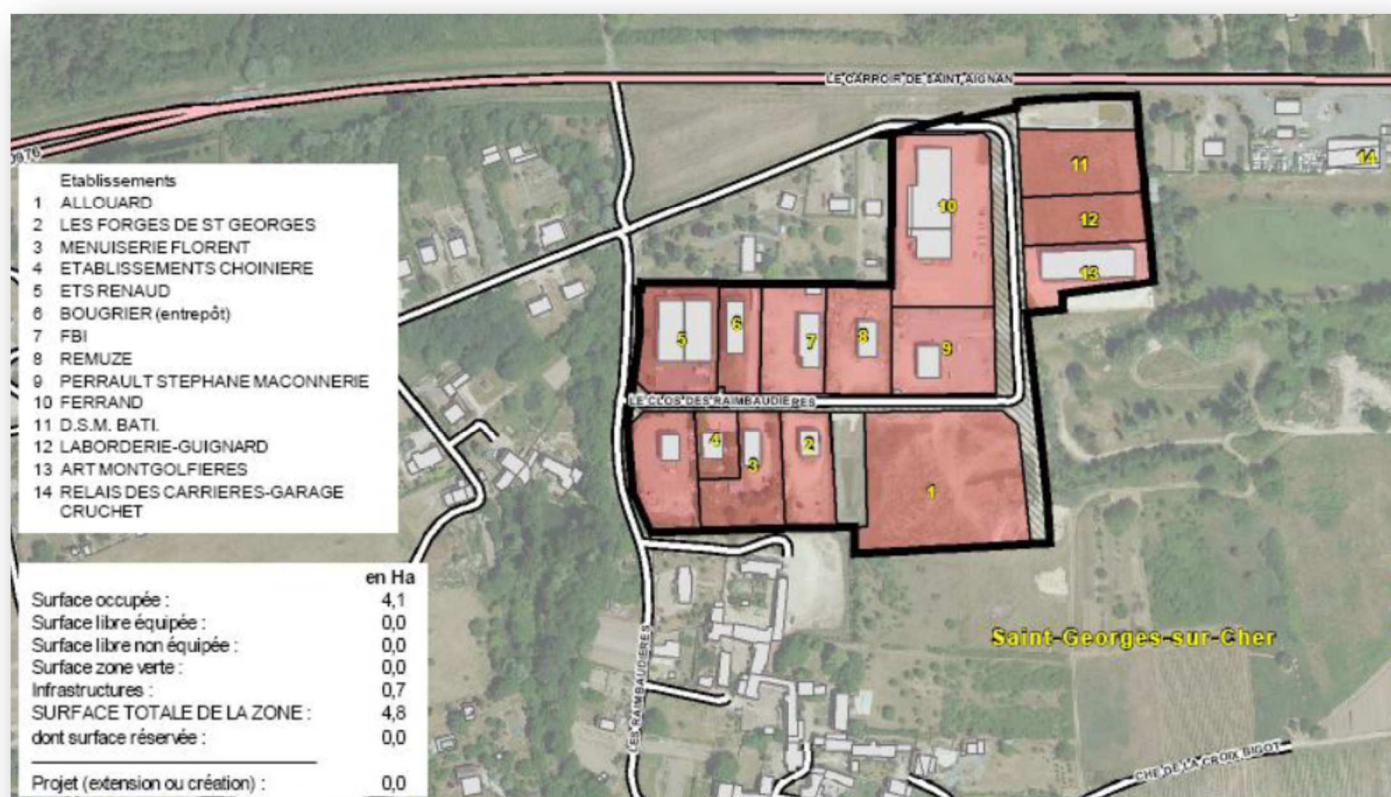 LE CARROIR DE SAINT AIGNAN
0976
Etablissements
1 ALLOUARD
2 LES FORGES DE ST GEORGES
3 MENUISERIE FLORENT
4 ETABLISSEMENTS CHOINIERE
5 ETS RENAUD
6 BOUGRIER (entrepôt)
7 FBI
8 REMUZE
9 PERRAULT STEPHANE MACONNERIE
10 FERRAND
11 D.S.M. BATI.
12 LABORDERIE-GUIGNARD
13 ART MONTGOLFIERES
14 RELAIS DES CARRIERES-GARAGE
CRUCHET
11
14
10
12
13
5
6
7
8
9
LE CLOS DES RAIMBAUDIERES
4
3
2
1
en Ha
Surface occupée : 4,1
Surface libre équipée : 0,0
Surface libre non équipée : 0,0
Surface zone verte : 0,0
Infrastructures : 0,7
SURFACE TOTALE DE LA ZONE : 4,8
dont surface réservée : 0,0
Projet (extension ou création) : 0,0
Saint-Georges-sur-Cher
LES RAIMBAUDIERES
CHE DE LA CROIX BIGOT